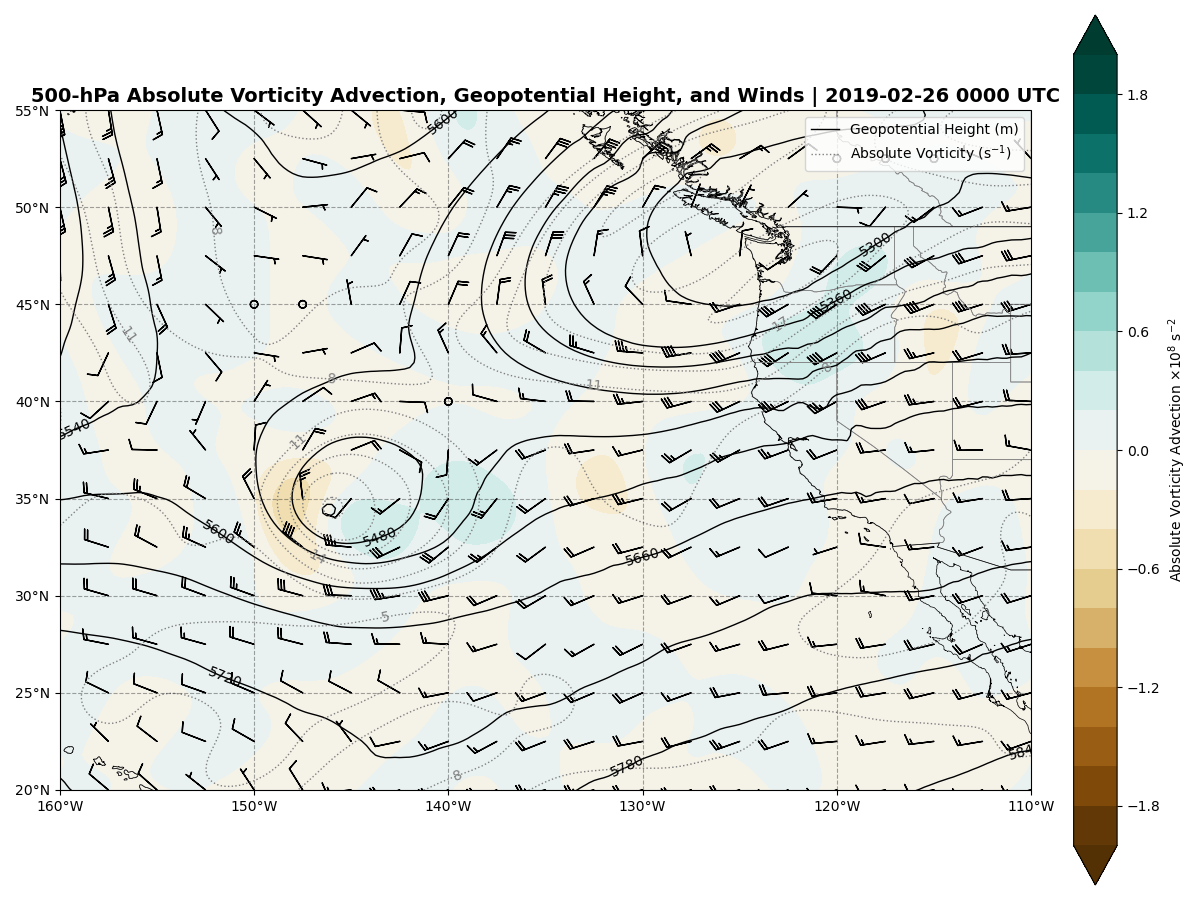 500-hPa Absolute Vorticity Advection, Geopotential Height, and Winds | 2019-02-26 0000 UTC
Geopotential Height (m)
Absolute Vorticity (s⁻¹)
55°N
50°N
45°N
40°N
35°N
30°N
25°N
20°N
160°W
150°W
140°W
130°W
120°W
110°W
5600
5300
5360
5540
5600
5480
5660
5720
5780
584
8
11
17
8
11
11
8
5
8
1.8
1.2
0.6
0.0
−0.6
−1.2
−1.8
Absolute Vorticity Advection ×10⁸ s⁻²